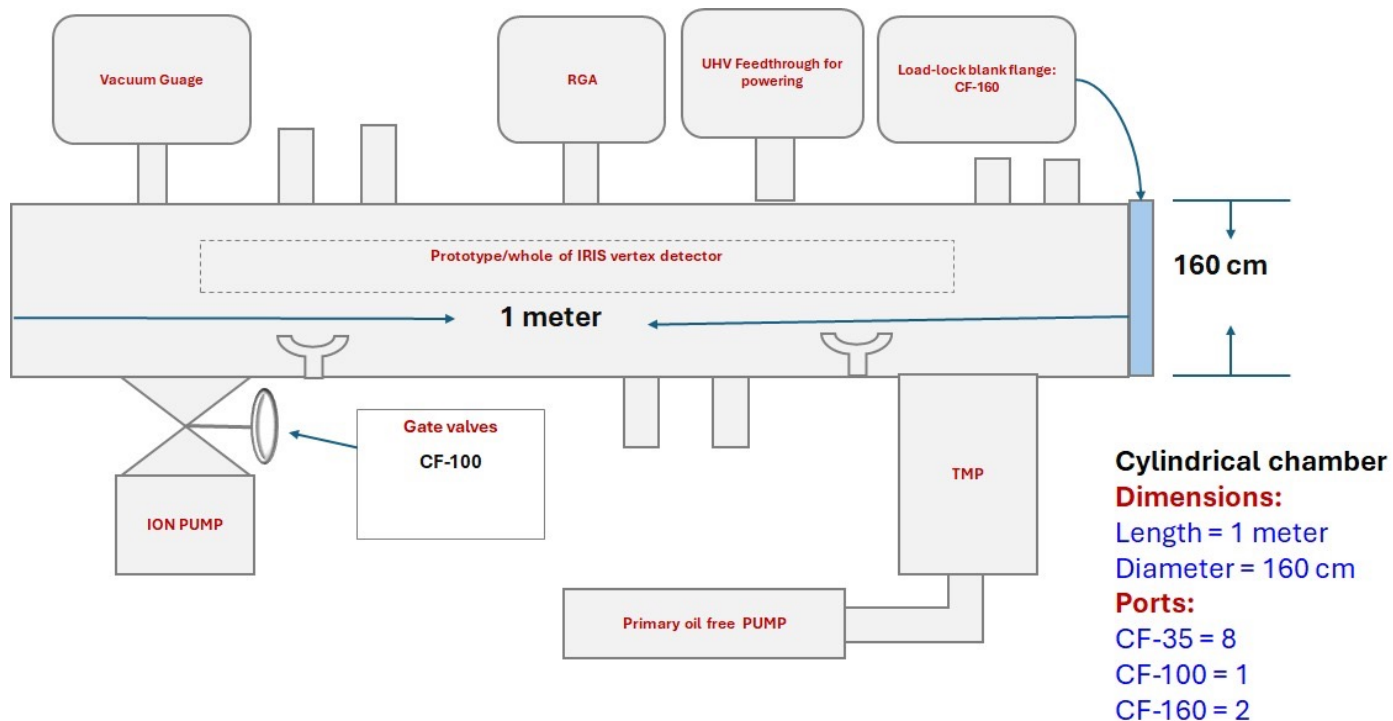 Vacuum Guage
RGA
UHV Feedthrough for
powering
Load-lock blank flange:
CF-160
Prototype/whole of IRIS vertex detector
160 cm
1 meter
Gate valves
CF-100
ION PUMP
TMP
Primary oil free PUMP
Cylindrical chamber
Dimensions:
Length = 1 meter
Diameter = 160 cm
Ports:
CF-35 = 8
CF-100 = 1
CF-160 = 2